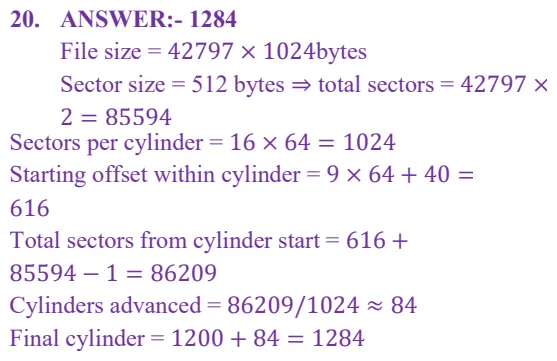 20. ANSWER:- 1284
File size = 42797 × 1024bytes
Sector size = 512 bytes ⇒ total sectors = 42797 ×
2 = 85594
Sectors per cylinder = 16 × 64 = 1024
Starting offset within cylinder = 9 × 64 + 40 =
616
Total sectors from cylinder start = 616 +
85594 − 1 = 86209
Cylinders advanced = 86209/1024 ≈ 84
Final cylinder = 1200 + 84 = 1284